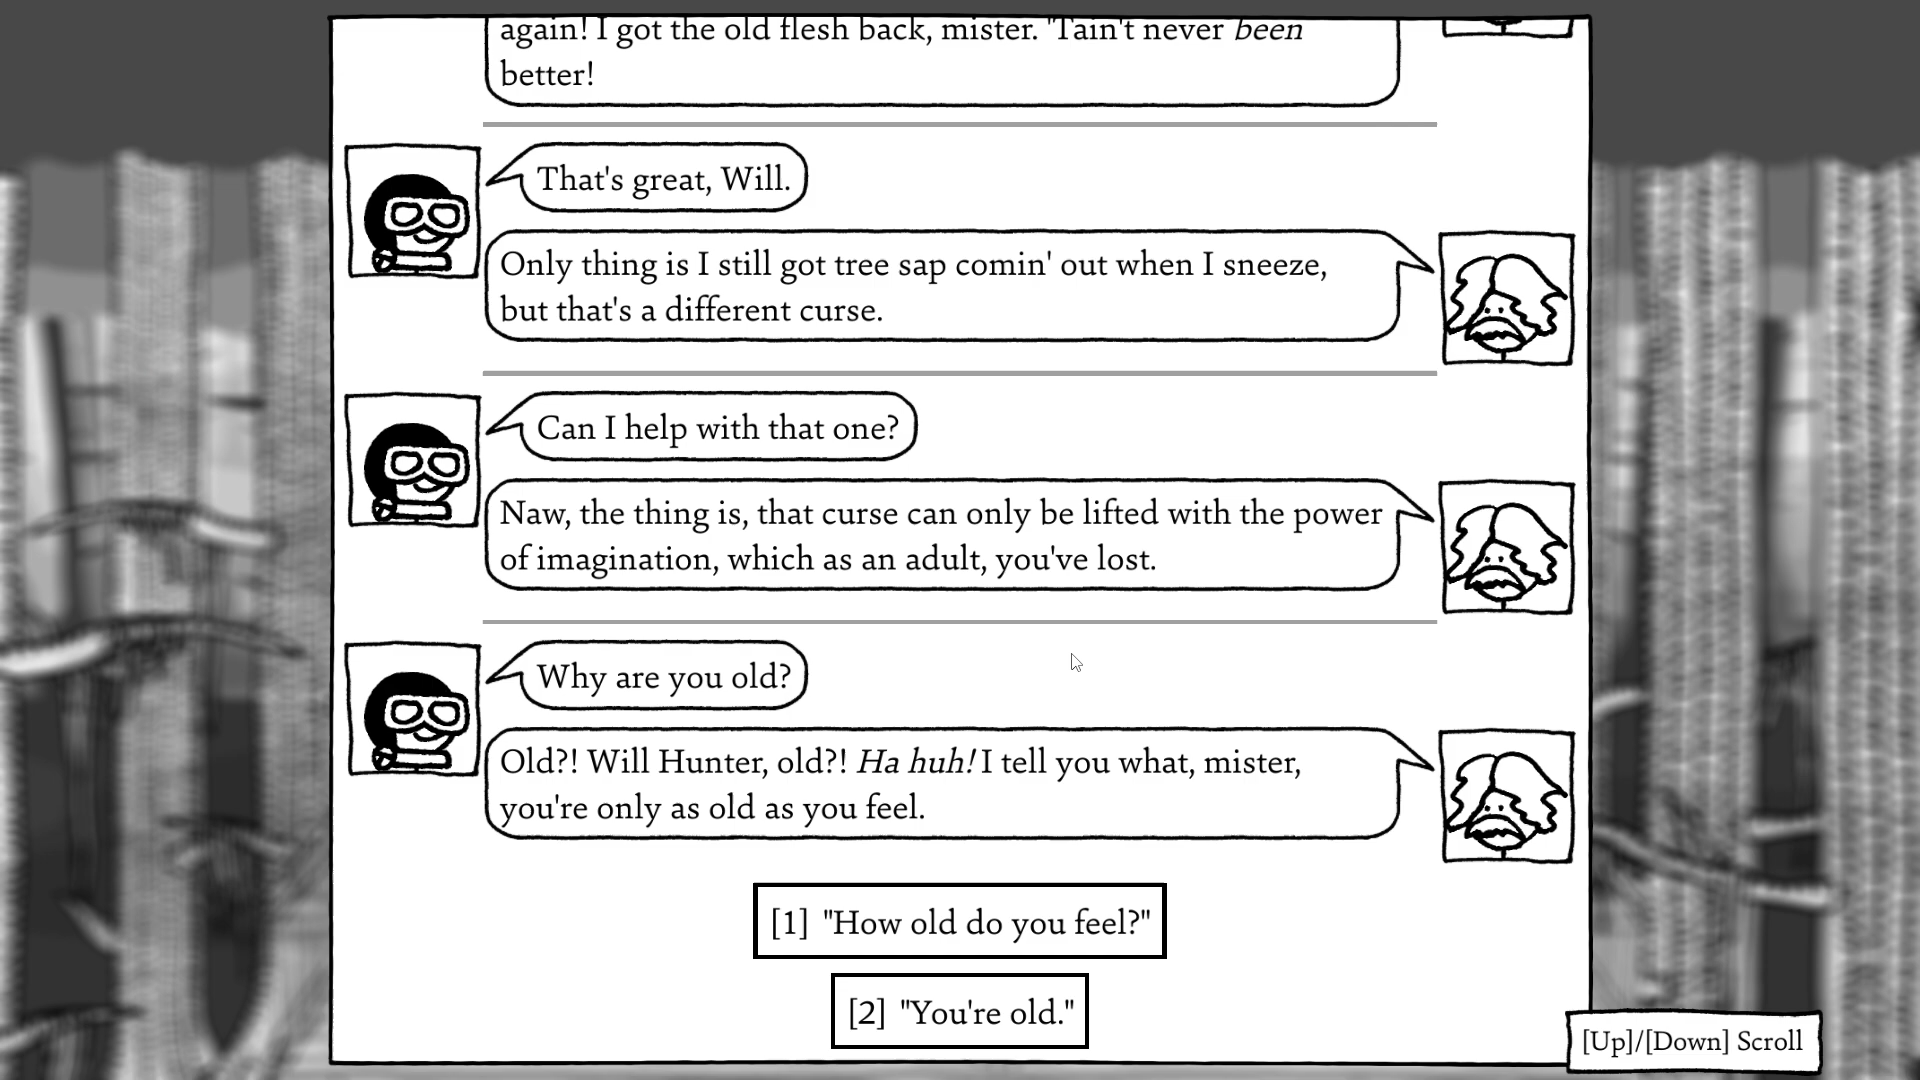 again! I got the old flesh back, mister. 'Tain't never been
better!
That's great, Will.
Only thing is I still got tree sap comin' out when I sneeze,
but that's a different curse.
Can I help with that one?
Naw, the thing is, that curse can only be lifted with the power
of imagination, which as an adult, you've lost.
Why are you old?
Old?! Will Hunter, old?! Ha huh! I tell you what, mister,
you're only as old as you feel.
[1] "How old do you feel?"
[2] "You're old."
[Up]/[Down] Scroll